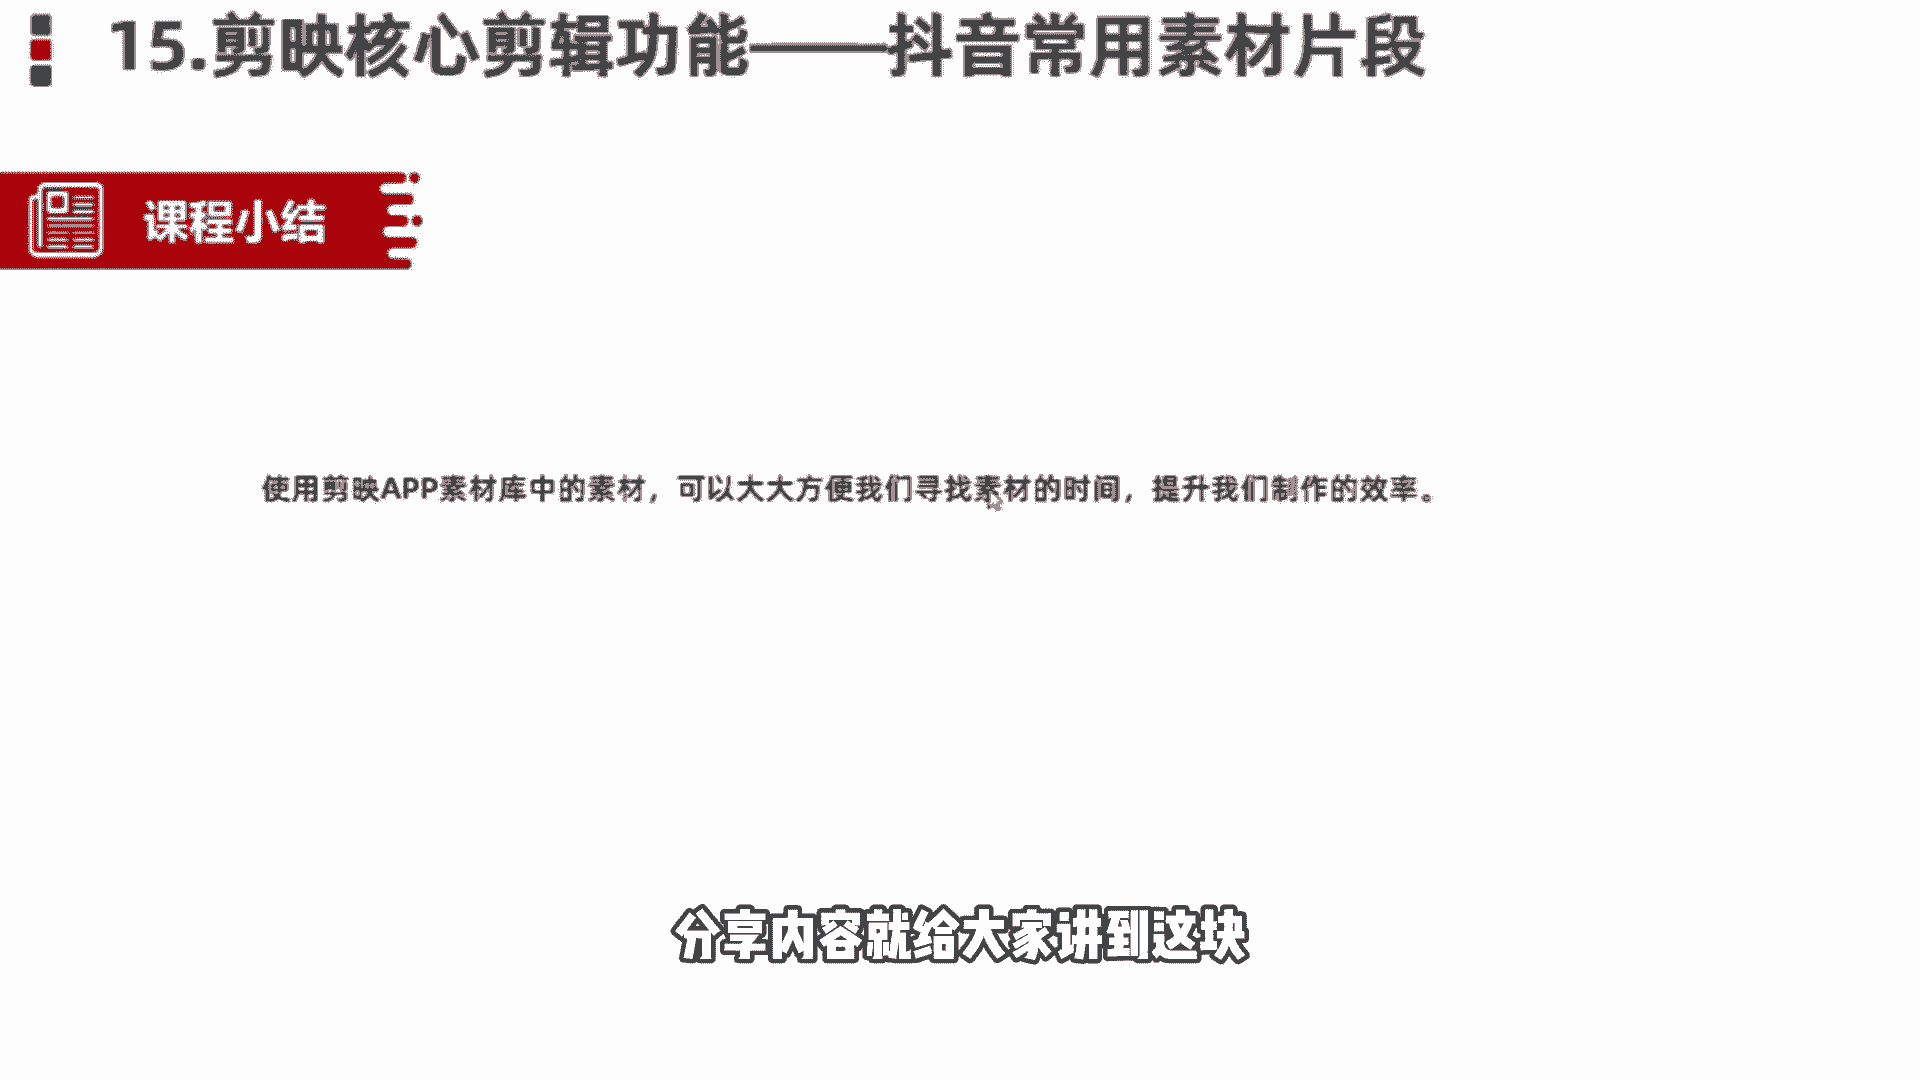 15.剪映核心剪辑功能——抖音常用素材片段
课程小结
使用剪映APP素材库中的素材，可以大大方便我们寻找素材的时间，提升我们制作的效率。
分享内容就给大家讲到这块